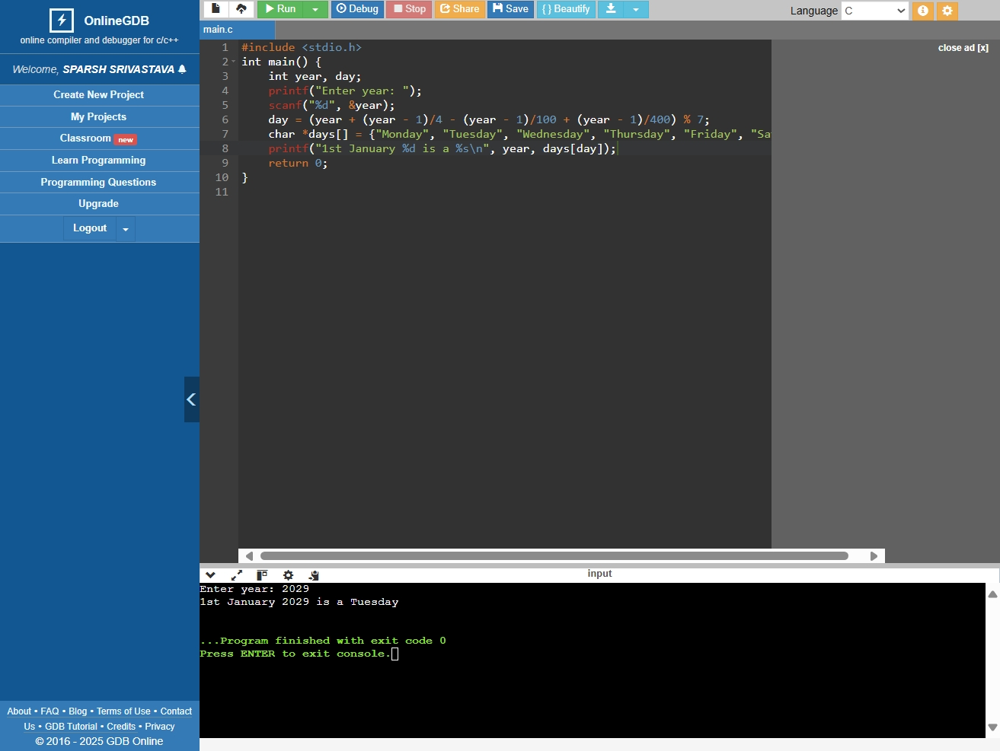 OnlineGDB
online compiler and debugger for c/c++
Welcome, SPARSH SRIVASTAVA
Create New Project
My Projects
Classroom new
Learn Programming
Programming Questions
Upgrade
Logout
About • FAQ • Blog • Terms of Use • Contact
Us • GDB Tutorial • Credits • Privacy
© 2016 - 2025 GDB Online
Run Debug Stop Share Save { } Beautify
Language C
main.c
close ad [x]
1 #include <stdio.h>
2 int main() {
3 int year, day;
4 printf("Enter year: ");
5 scanf("%d", &year);
6 day = (year + (year - 1)/4 - (year - 1)/100 + (year - 1)/400) % 7;
7 char *days[] = {"Monday", "Tuesday", "Wednesday", "Thursday", "Friday", "Sa
8 printf("1st January %d is a %s\n", year, days[day]);
9 return 0;
10 }
11
input
Enter year: 2029
1st January 2029 is a Tuesday
...Program finished with exit code 0
Press ENTER to exit console.